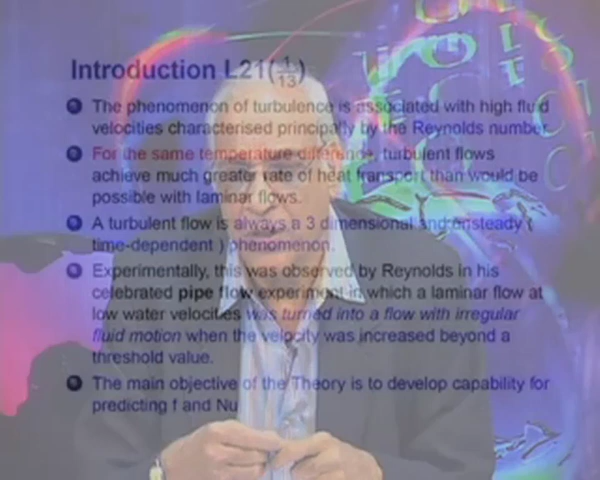 Introduction L21(1/13)
The phenomenon of turbulence is associated with high fluid
velocities characterised principally by the Reynolds number.
For the same temperature difference, turbulent flows
achieve much greater rate of heat transport than would be
possible with laminar flows.
A turbulent flow is always a 3 dimensional and unsteady (
time-dependent ) phenomenon.
Experimentally, this was observed by Reynolds in his
celebrated pipe flow experiment in which a laminar flow at
low water velocities was turned into a flow with irregular
fluid motion when the velocity was increased beyond a
threshold value.
The main objective of the Theory is to develop capability for
predicting f and Nu